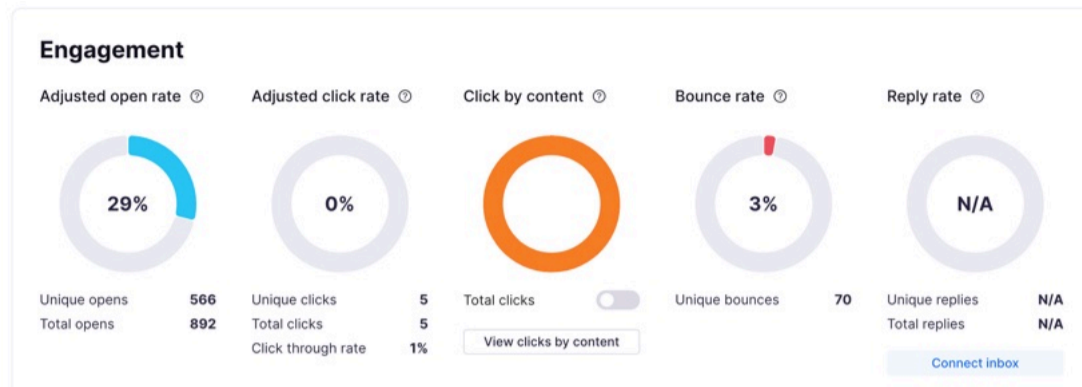 Engagement
Adjusted open rate
Adjusted click rate
Click by content
Bounce rate
Reply rate
29%
0%
3%
N/A
Unique opens 566
Total opens 892
Unique clicks 5
Total clicks 5
Click through rate 1%
Total clicks
View clicks by content
Unique bounces 70
Unique replies N/A
Total replies N/A
Connect inbox